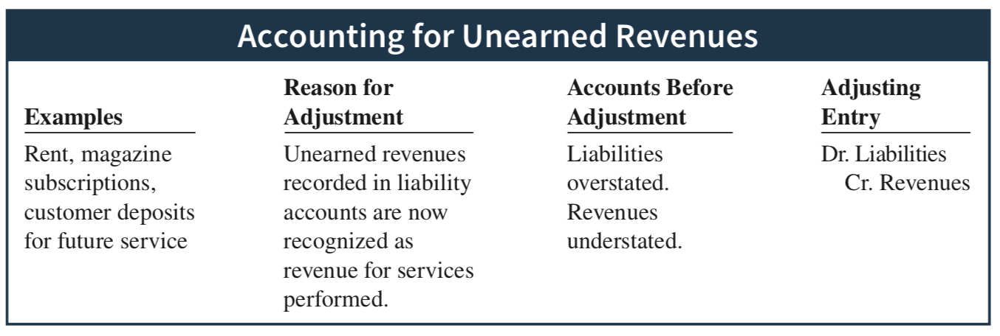 Accounting for Unearned Revenues
Examples
Rent, magazine
subscriptions,
customer deposits
for future service
Reason for
Adjustment
Unearned revenues
recorded in liability
accounts are now
recognized as
revenue for services
performed.
Accounts Before
Adjustment
Liabilities
overstated.
Revenues
understated.
Adjusting
Entry
Dr. Liabilities
Cr. Revenues